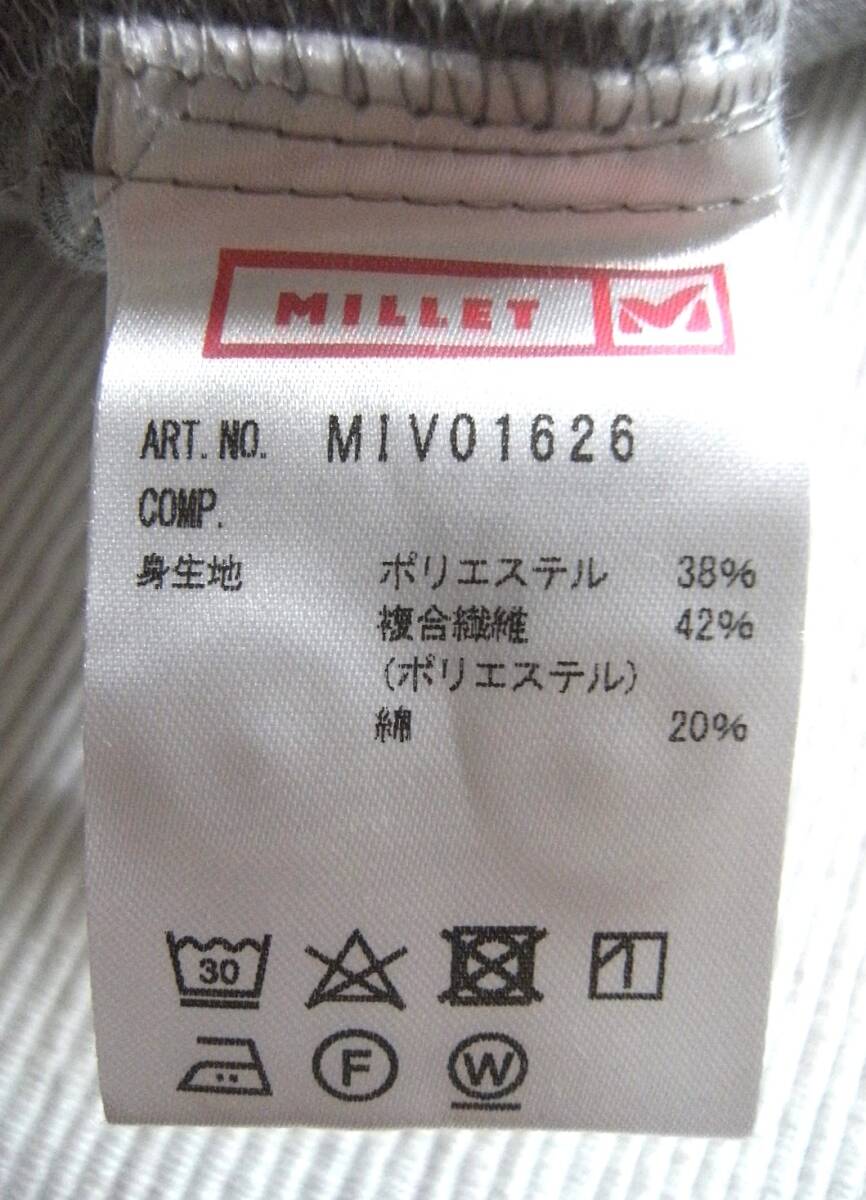 MILLET
ART. NO. MIV01626
COMP.
身生地 ポリエステル 38%
複合繊維 42%
(ポリエステル)
綿 20%
30
F W